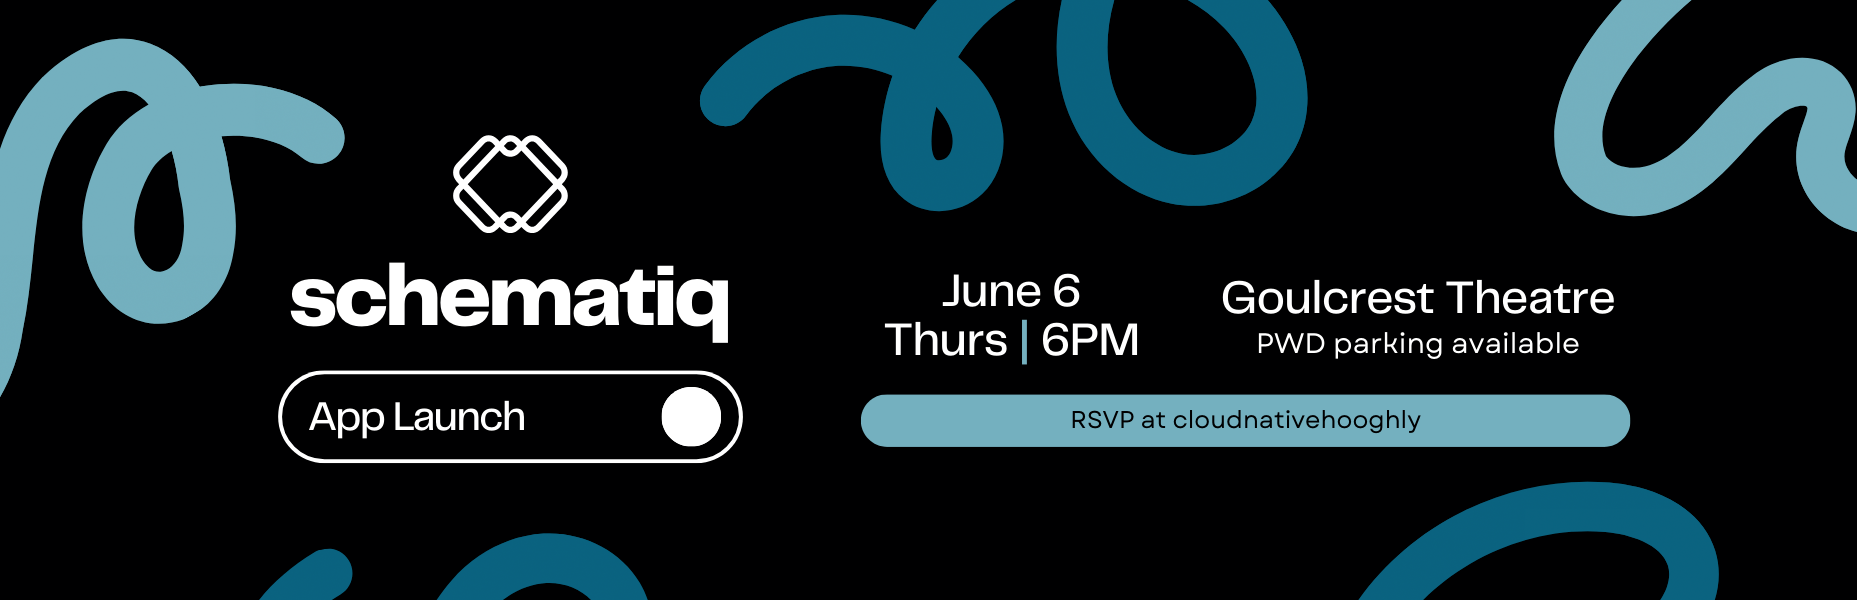 schematiq
App Launch
June 6
Thurs | 6PM
Goulcrest Theatre
PWD parking available
RSVP at cloudnativehooghly